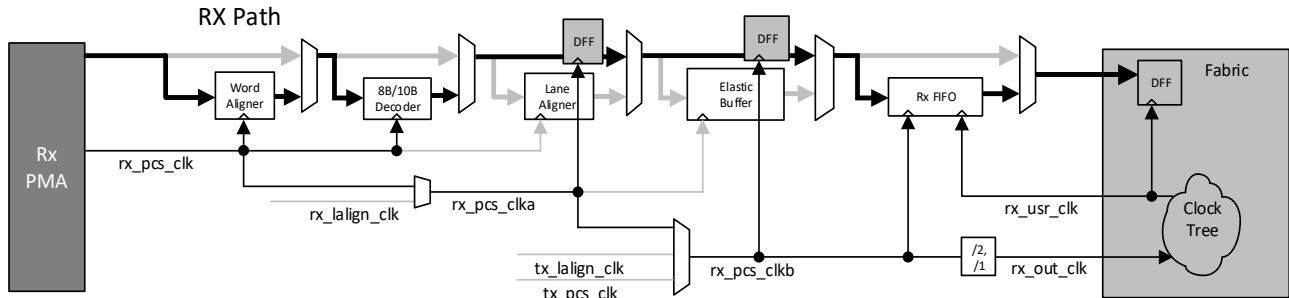 RX Path
DFF
DFF
Fabric
Word
Aligner
8B/10B
Decoder
Lane
Aligner
Elastic
Buffer
Rx FIFO
DFF
Rx
PMA
rx_pcs_clk
rx_lalign_clk
rx_pcs_clka
rx_usr_clk
Clock
Tree
tx_lalign_clk
tx_pcs_clk
rx_pcs_clkb
/2,
/1
rx_out_clk